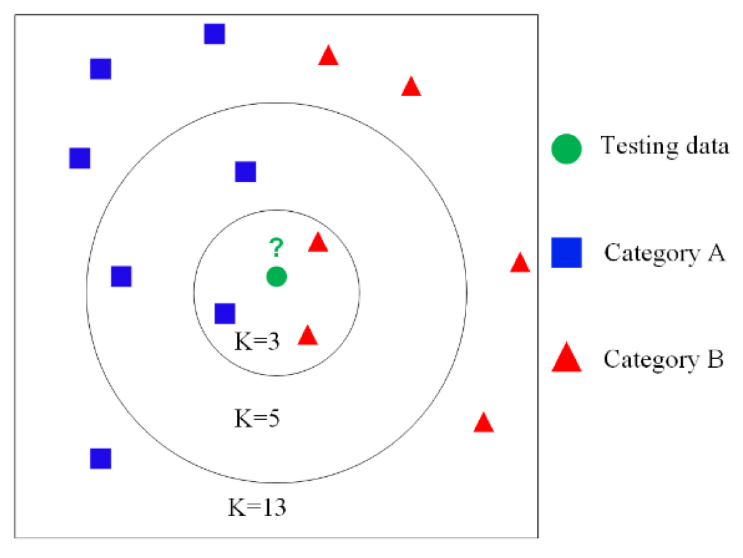 ?
K=3
K=5
K=13
Testing data
Category A
Category B